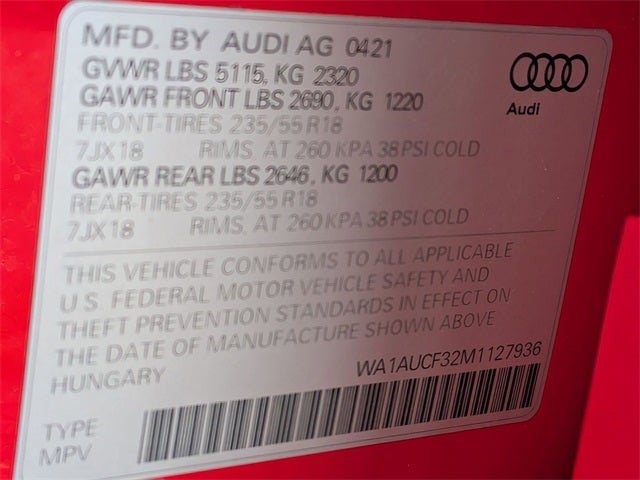 MFD. BY AUDI AG 0421
GVWR LBS 5115, KG 2320
GAWR FRONT LBS 2690, KG 1220
Audi
FRONT-TIRES 235/55 R18
7JX18 RIMS, AT 260 KPA 38 PSI COLD
GAWR REAR LBS 2646, KG 1200
REAR-TIRES 235/55 R18
7JX18 RIMS, AT 260 KPA 38 PSI COLD
THIS VEHICLE CONFORMS TO ALL APPLICABLE
U.S. FEDERAL MOTOR VEHICLE SAFETY AND
THEFT PREVENTION STANDARDS IN EFFECT ON
THE DATE OF MANUFACTURE SHOWN ABOVE
HUNGARY WA1AUCF32M1127936
TYPE
MPV